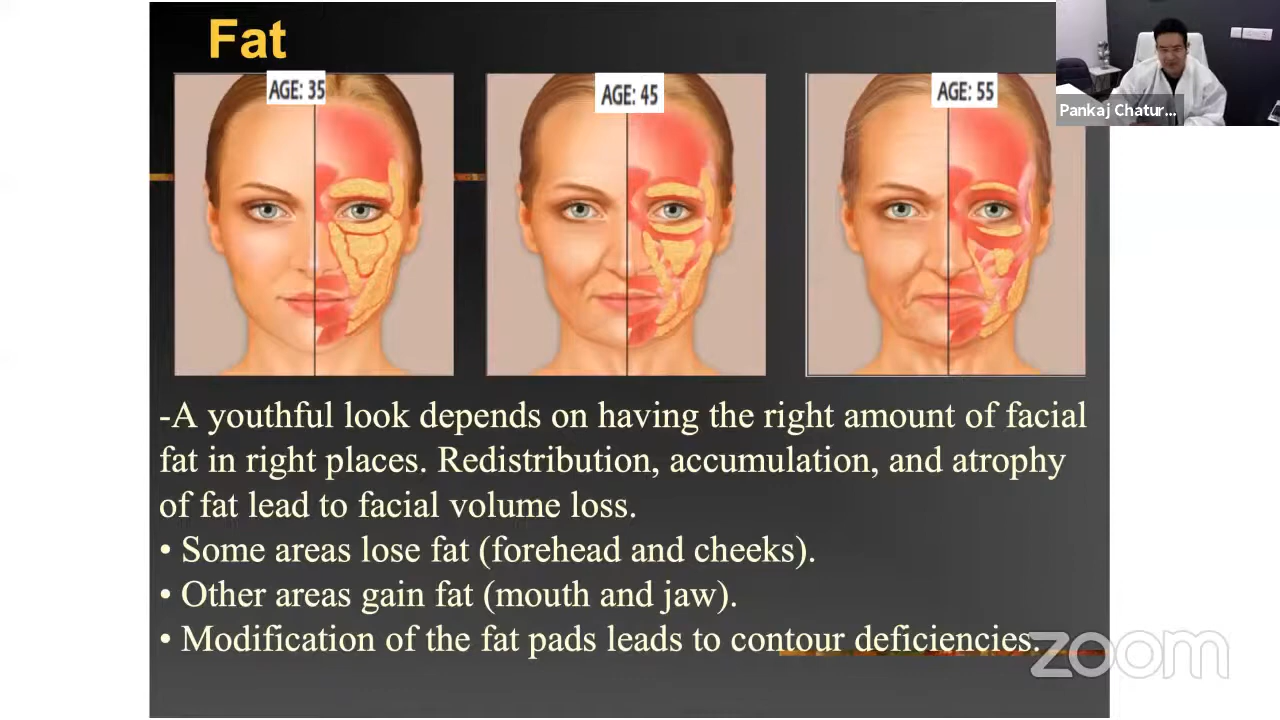 Fat
AGE: 35
AGE: 45
AGE: 55
Pankaj Chatur...
-A youthful look depends on having the right amount of facial
fat in right places. Redistribution, accumulation, and atrophy
of fat lead to facial volume loss.
• Some areas lose fat (forehead and cheeks).
• Other areas gain fat (mouth and jaw).
• Modification of the fat pads leads to contour deficiencies.
zoom